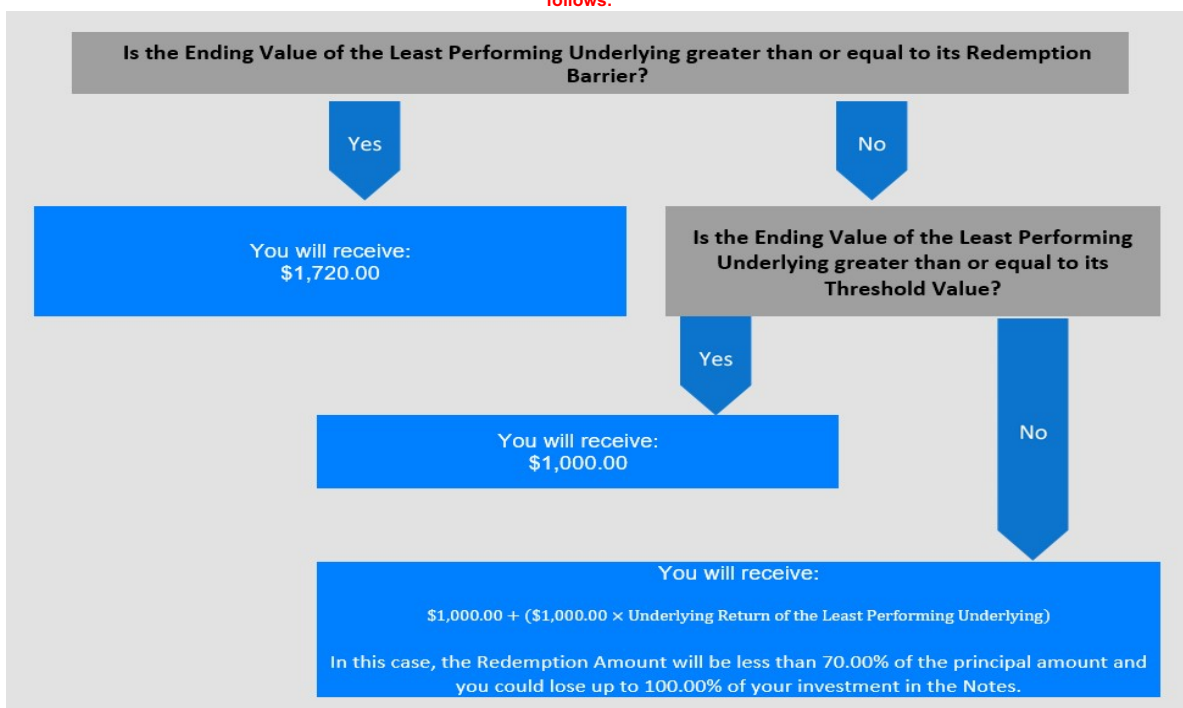 follows:
Is the Ending Value of the Least Performing Underlying greater than or equal to its Redemption
Barrier?
Yes
No
You will receive:
$1,720.00
Is the Ending Value of the Least Performing
Underlying greater than or equal to its
Threshold Value?
Yes
No
You will receive:
$1,000.00
You will receive:
$1,000.00 + ($1,000.00 × Underlying Return of the Least Performing Underlying)
In this case, the Redemption Amount will be less than 70.00% of the principal amount and
you could lose up to 100.00% of your investment in the Notes.